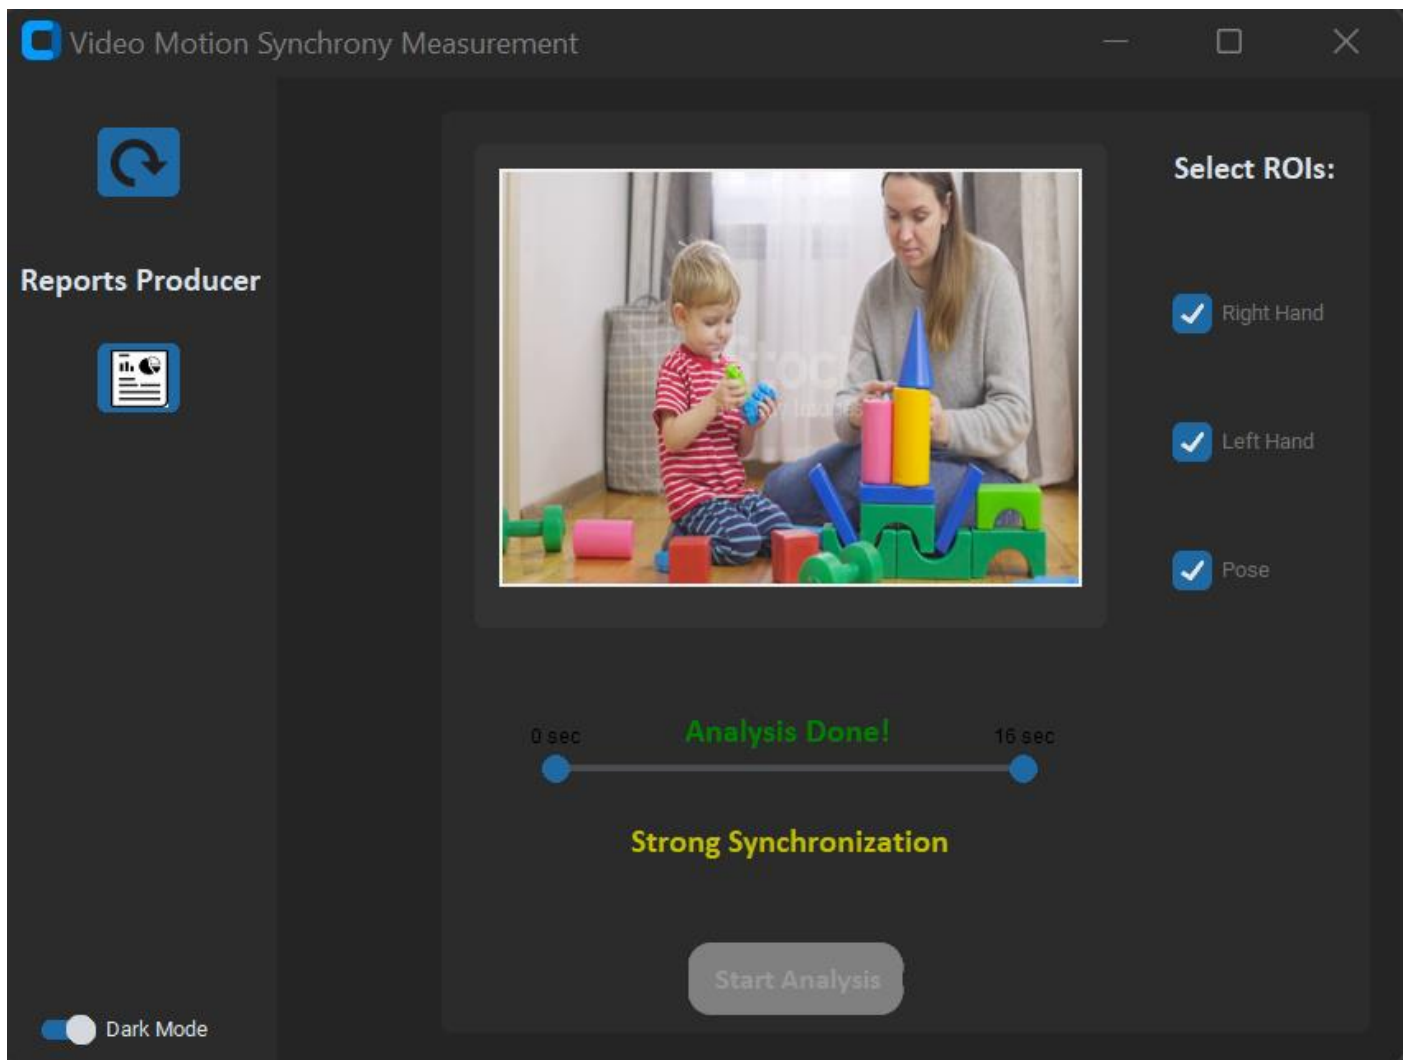 Video Motion Synchrony Measurement
Reports Producer
Dark Mode
Select ROIs:
Right Hand
Left Hand
Pose
0 sec
Analysis Done!
16 sec
Strong Synchronization
Start Analysis